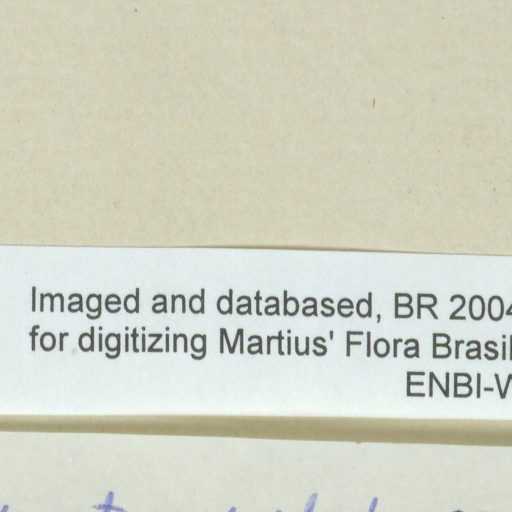 Imaged and databased, BR 2004
for digitizing Martius' Flora Brasil
ENBI-W